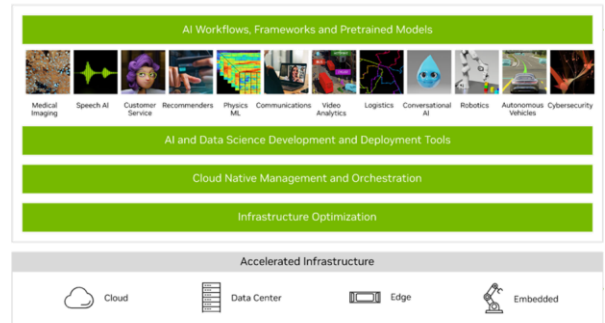 AI Workflows, Frameworks and Pretrained Models
Medical Imaging
Speech AI
Customer Service
Recommenders
Physics ML
Communications
Video Analytics
Logistics
Conversational AI
Robotics
Autonomous Vehicles
Cybersecurity
AI and Data Science Development and Deployment Tools
Cloud Native Management and Orchestration
Infrastructure Optimization
Accelerated Infrastructure
Cloud
Data Center
Edge
Embedded